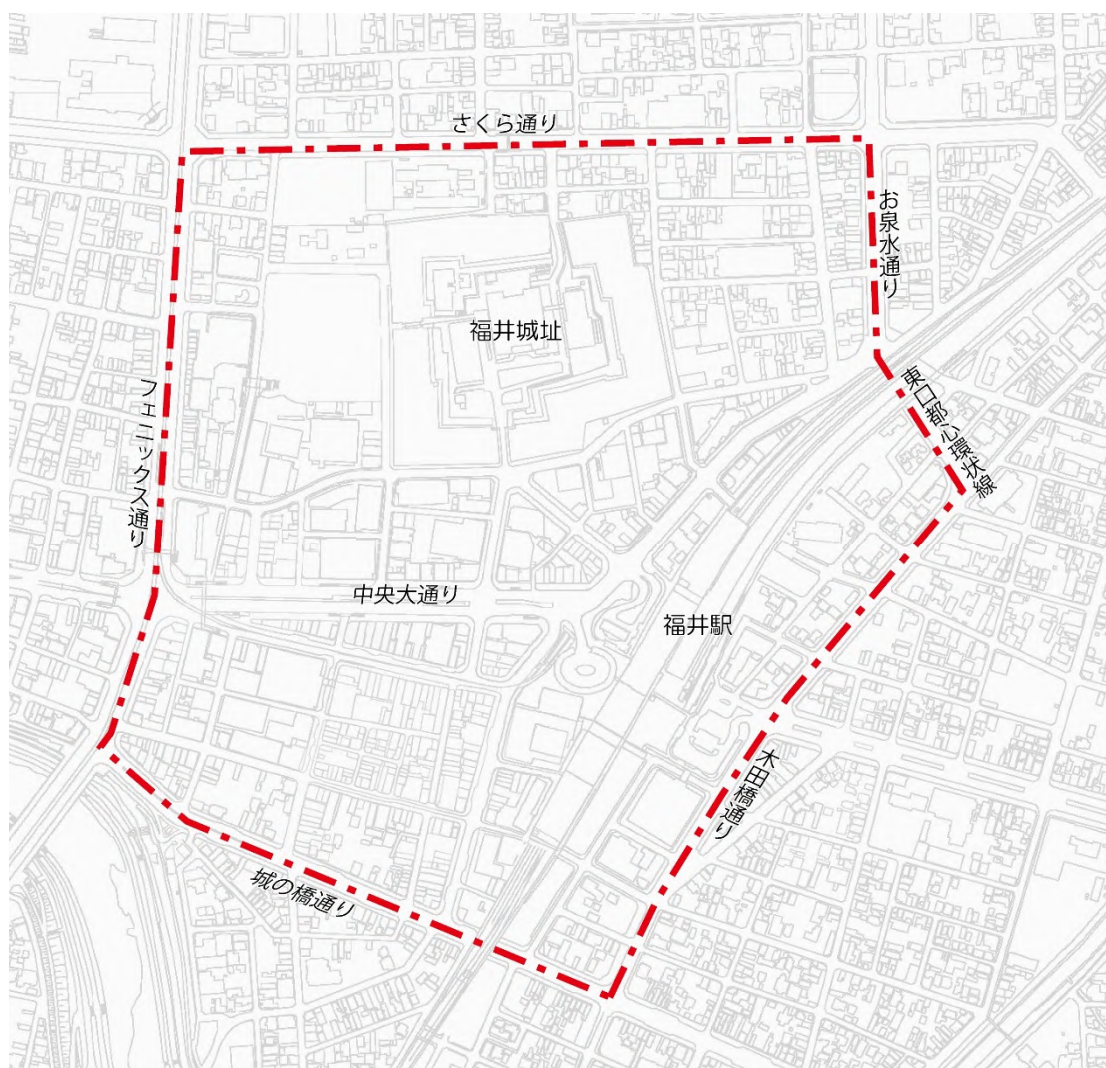 さくら通り
お泉水通り
福井城址
東口都心環状線
フェニックス通り
中央大通り
福井駅
木田橋通り
城の橋通り